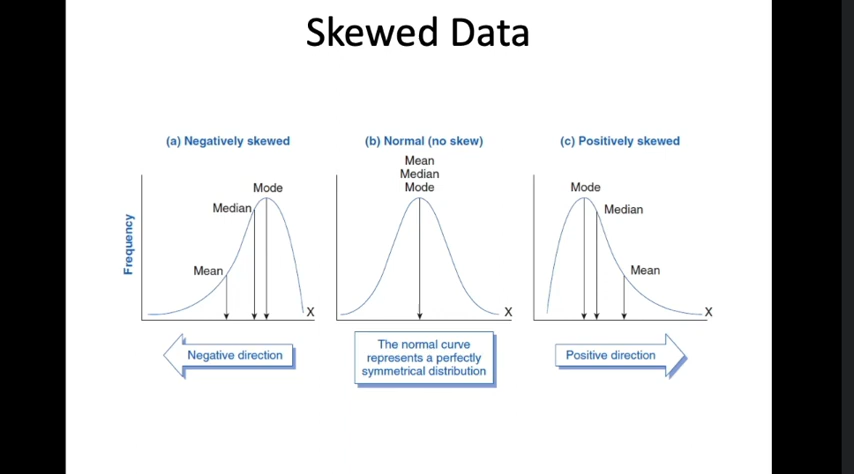 Skewed Data
(a) Negatively skewed
(b) Normal (no skew)
(c) Positively skewed
Frequency
Mode
Median
Mean
X
Mean
Median
Mode
X
Mode
Median
Mean
X
Negative direction
The normal curve
represents a perfectly
symmetrical distribution
Positive direction